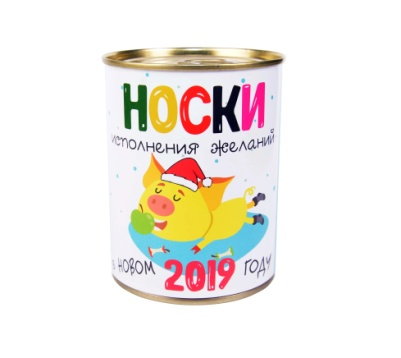 НОСКИ
исполнения желаний
в НОВОМ 2019 ГОДУ